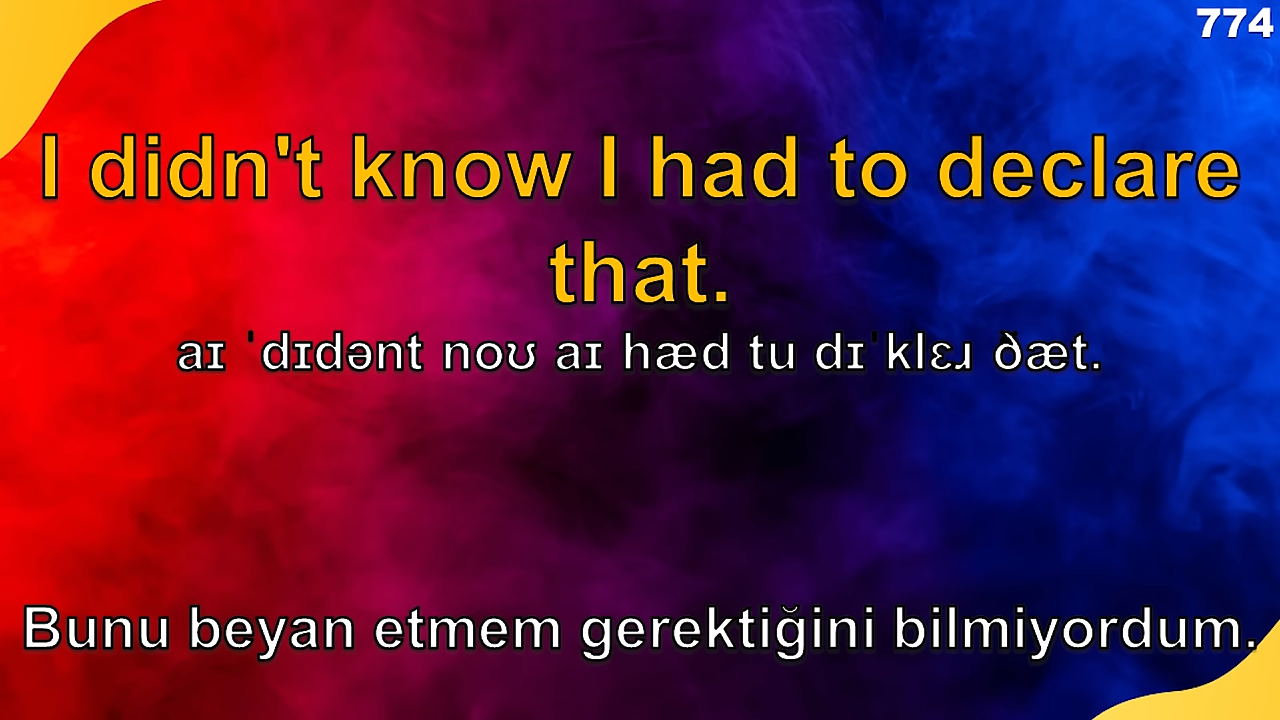 774
I didn't know I had to declare
that.
aɪ ˈdɪdənt noʊ aɪ hæd tu dɪˈklɛɹ ðæt.
Bunu beyan etmem gerektiğini bilmiyordum.